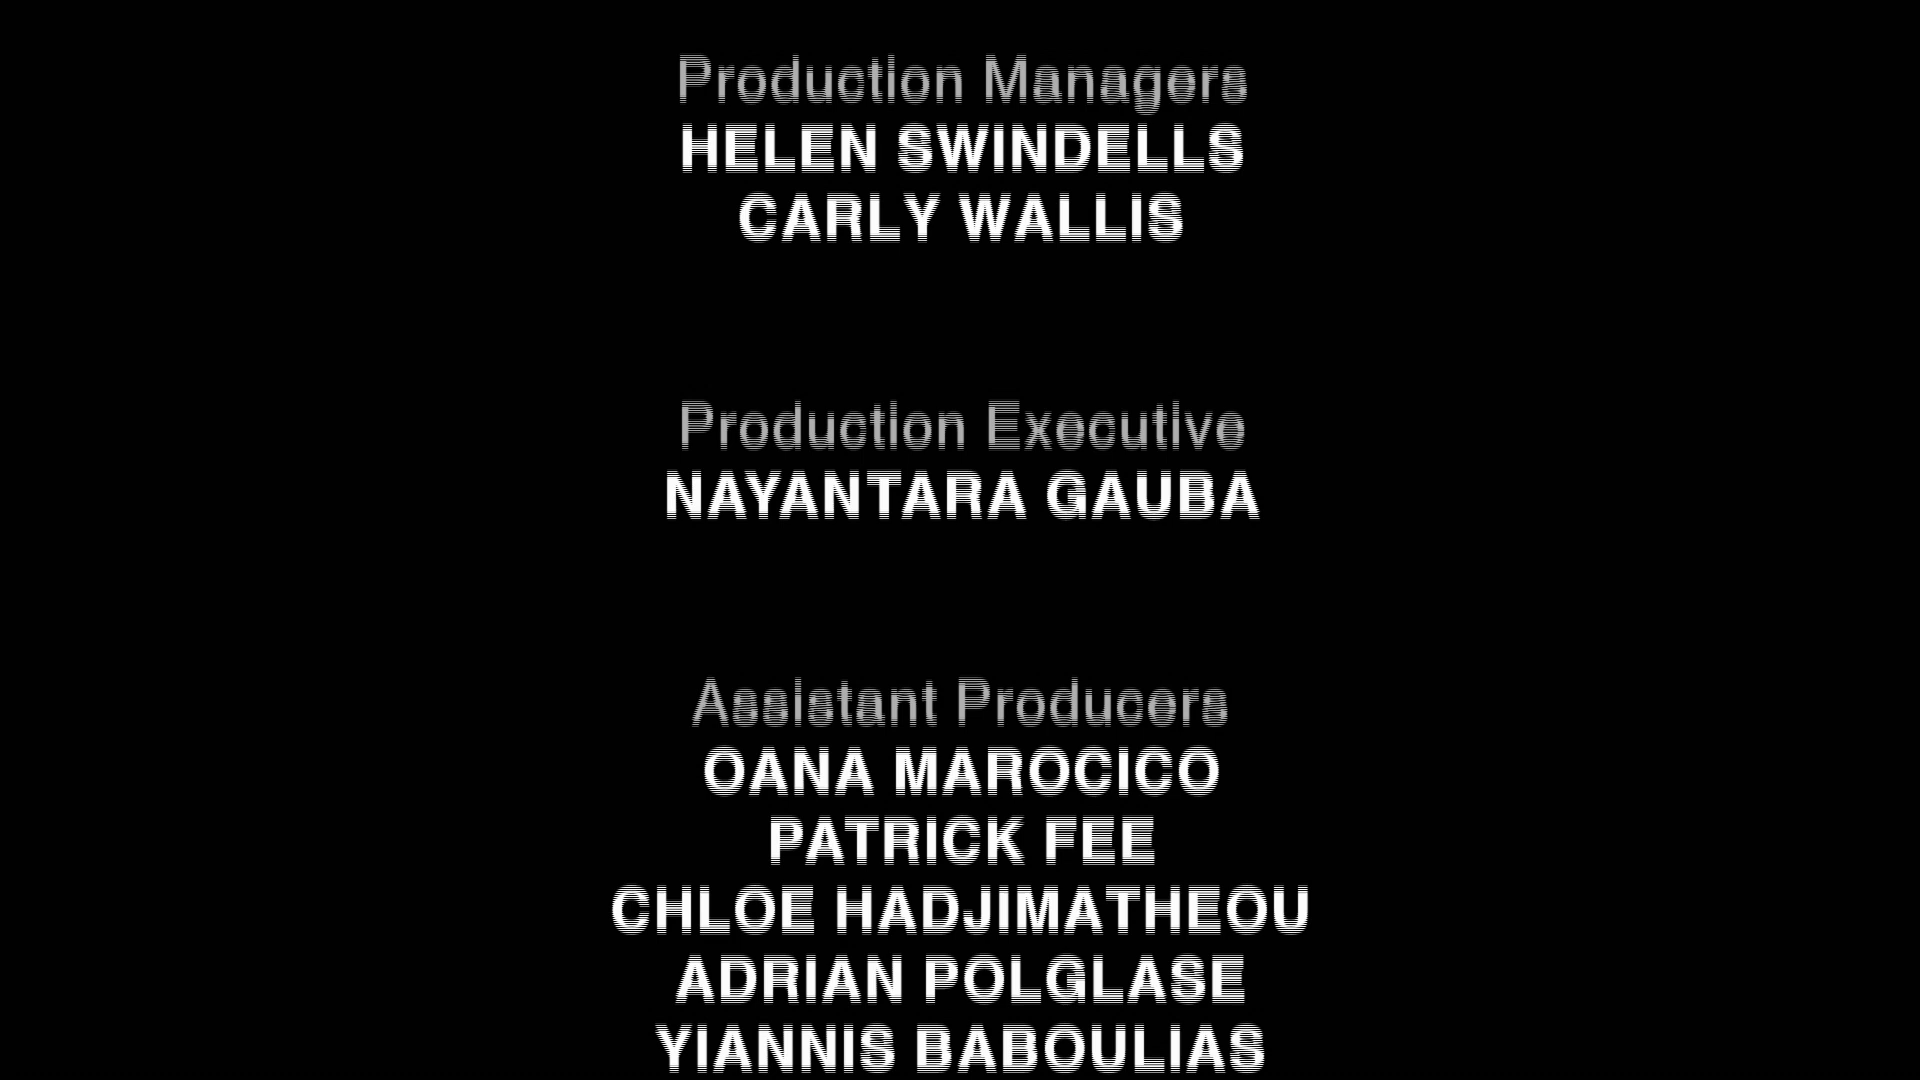 Production Managers
HELEN SWINDELLS
CARLY WALLIS
Production Executive
NAYANTARA GAUBA
Assistant Producers
OANA MAROCICO
PATRICK FEE
CHLOE HADJIMATHEOU
ADRIAN POLGLASE
YIANNIS BABOULIAS